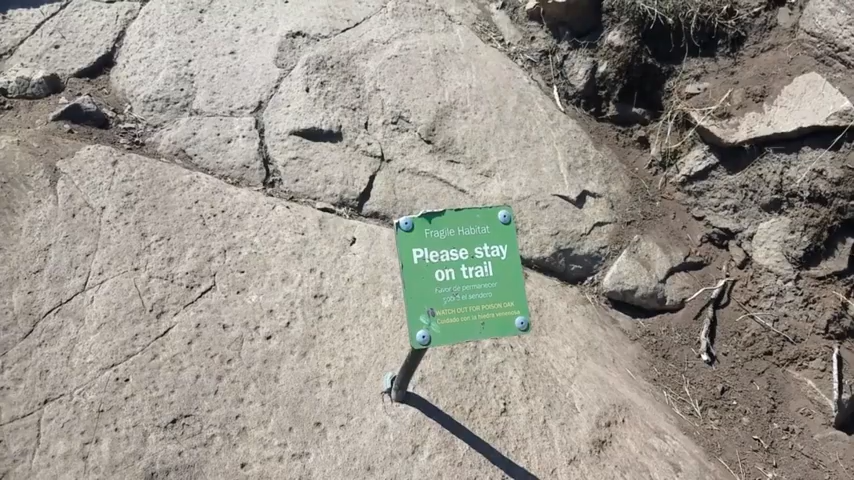 Fragile Habitat
Please stay
on trail
Favor de permanecer
sobre el sendero
WATCH OUT FOR POISON OAK
Cuidado con la hiedra venenosa